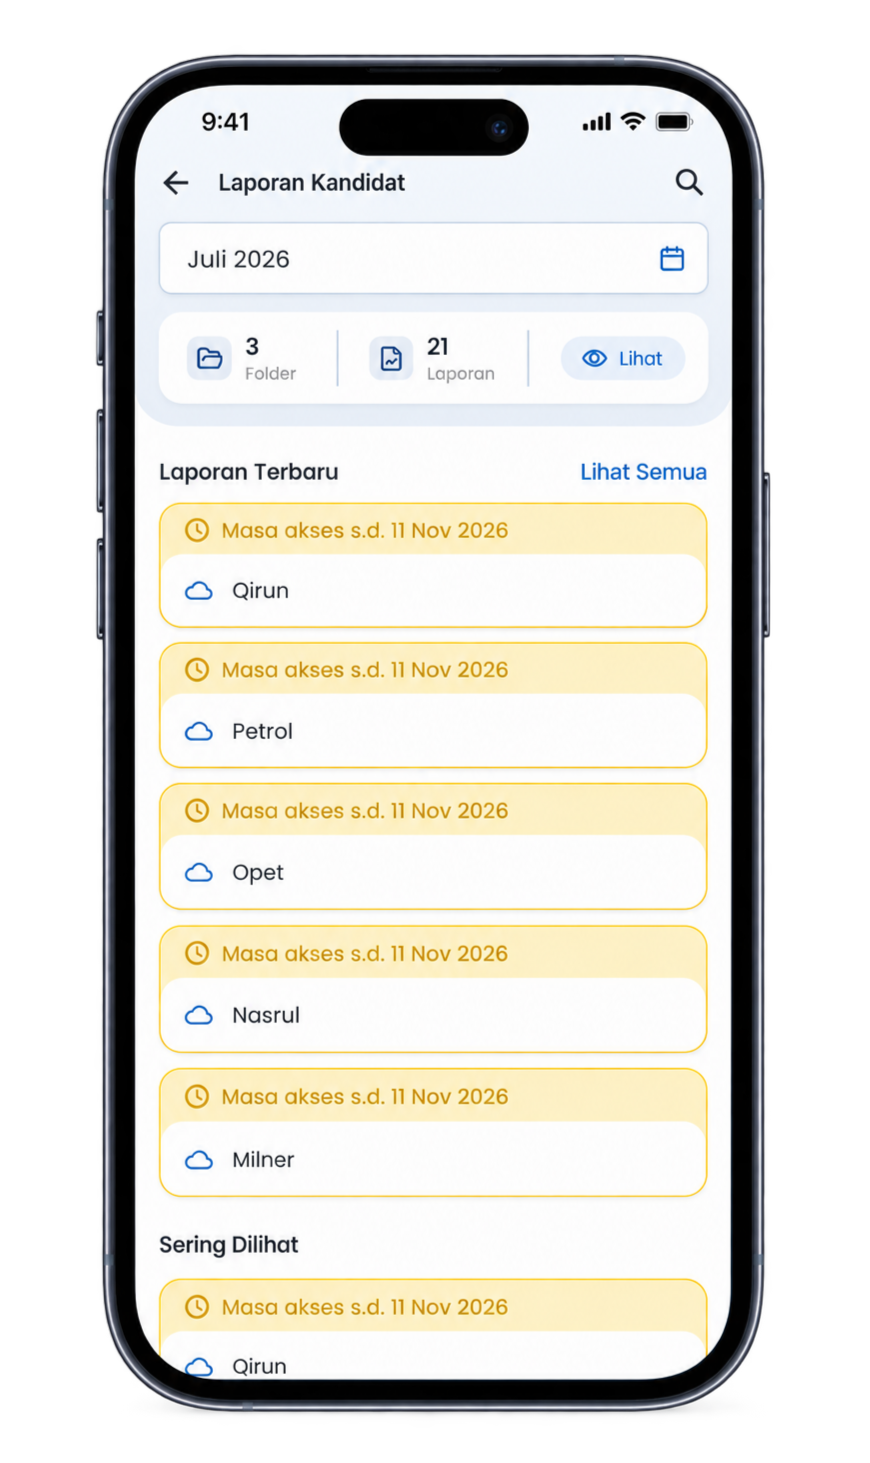 9:41
Laporan Kandidat
Juli 2026
3
Folder
21
Laporan
Lihat
Laporan Terbaru
Lihat Semua
Masa akses s.d. 11 Nov 2026
Qirun
Masa akses s.d. 11 Nov 2026
Petrol
Masa akses s.d. 11 Nov 2026
Opet
Masa akses s.d. 11 Nov 2026
Nasrul
Masa akses s.d. 11 Nov 2026
Milner
Sering Dilihat
Masa akses s.d. 11 Nov 2026
Qirun